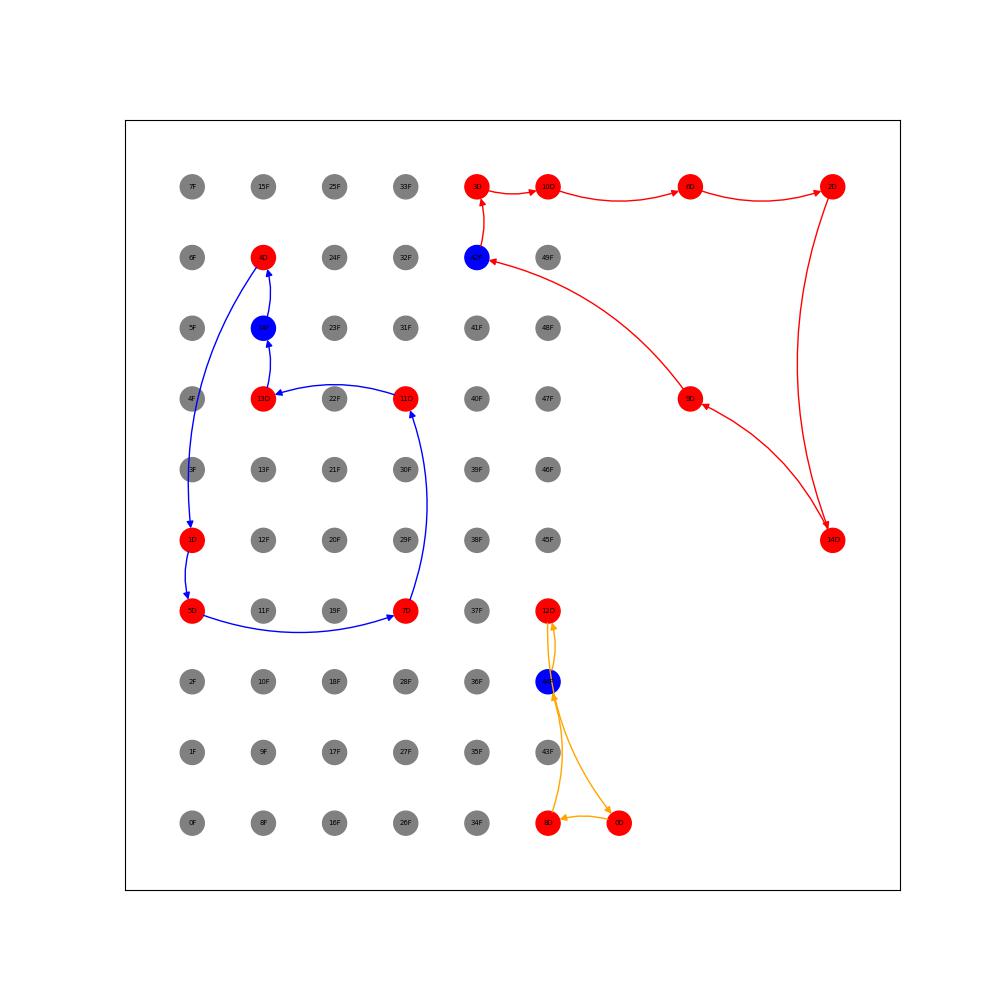 7F 15F 25F 33F 3D 10D 6D 2D
6F 4D 24F 32F 42F 49F
5F 14F 23F 31F 41F 48F
4F 13D 22F 11D 40F 47F 9D
3F 13F 21F 30F 39F 46F
1D 12F 20F 29F 38F 45F 14D
5D 11F 19F 7D 37F 12D
2F 10F 18F 28F 36F 44F
1F 9F 17F 27F 35F 43F
0F 8F 16F 26F 34F 8D 0D